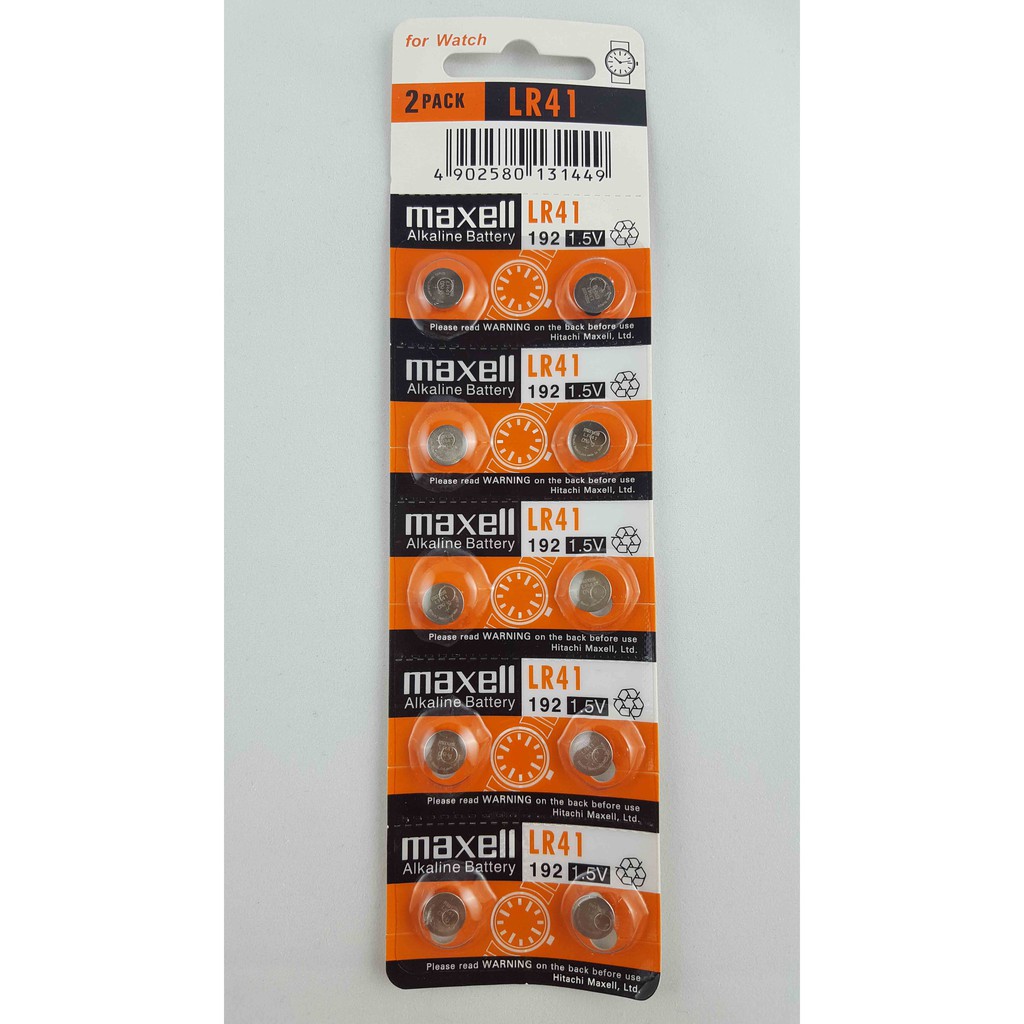 for Watch
2 PACK LR41
4 902580 131449
maxell LR41
Alkaline Battery 192 1.5V
Please read WARNING on the back before use
Hitachi Maxell, Ltd.
maxell LR41
Alkaline Battery 192 1.5V
Please read WARNING on the back before use
Hitachi Maxell, Ltd.
maxell LR41
Alkaline Battery 192 1.5V
Please read WARNING on the back before use
Hitachi Maxell, Ltd.
maxell LR41
Alkaline Battery 192 1.5V
Please read WARNING on the back before use
Hitachi Maxell, Ltd.
maxell LR41
Alkaline Battery 192 1.5V
Please read WARNING on the back before use
Hitachi Maxell, Ltd.